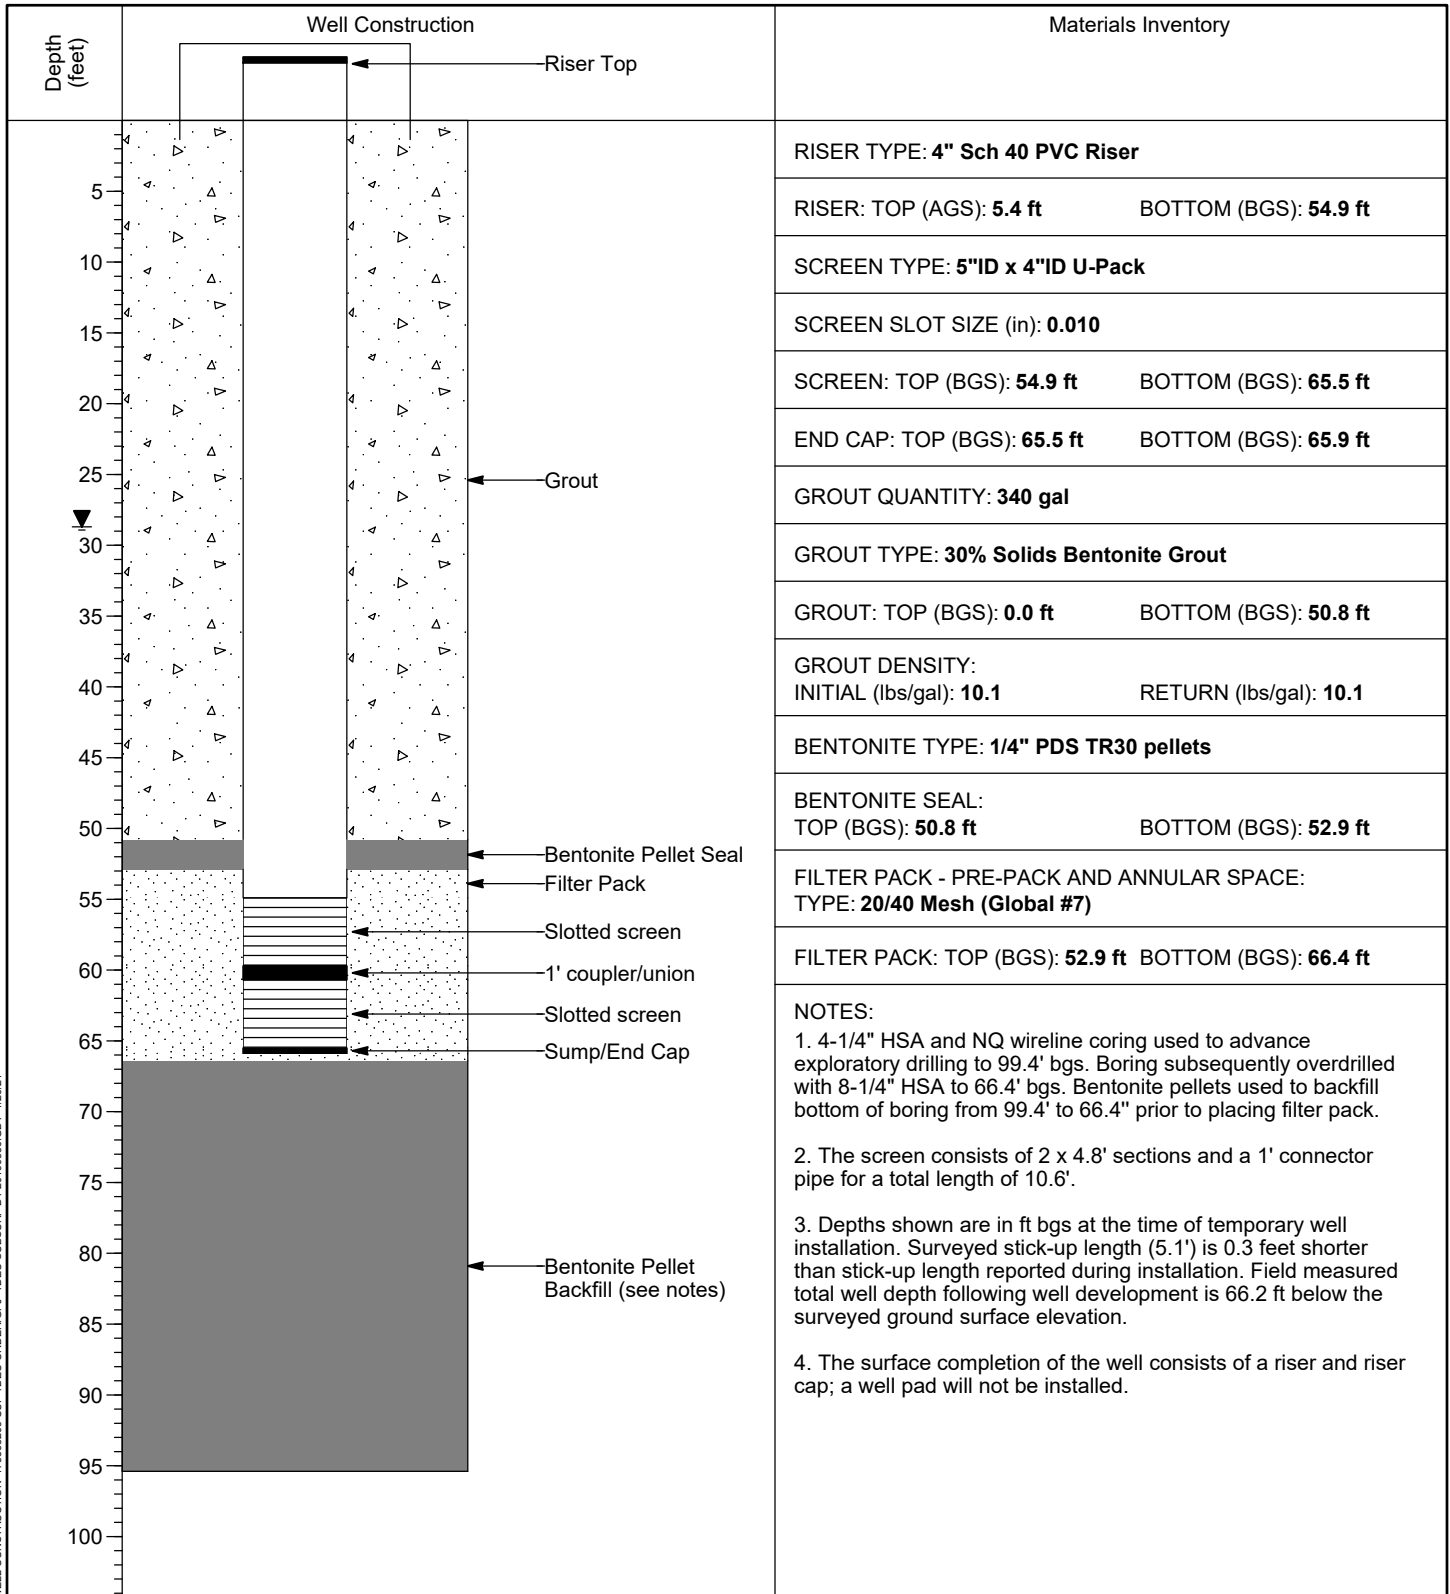 Depth
(feet)
Well Construction
Materials Inventory
Riser Top
5
10
15
20
25
30
35
40
45
50
55
60
65
70
75
80
85
90
95
100
Grout
Bentonite Pellet Seal
Filter Pack
Slotted screen
1' coupler/union
Slotted screen
Sump/End Cap
Bentonite Pellet
Backfill (see notes)
RISER TYPE: 4" Sch 40 PVC Riser
RISER: TOP (AGS): 5.4 ft BOTTOM (BGS): 54.9 ft
SCREEN TYPE: 5"ID x 4"ID U-Pack
SCREEN SLOT SIZE (in): 0.010
SCREEN: TOP (BGS): 54.9 ft BOTTOM (BGS): 65.5 ft
END CAP: TOP (BGS): 65.5 ft BOTTOM (BGS): 65.9 ft
GROUT QUANTITY: 340 gal
GROUT TYPE: 30% Solids Bentonite Grout
GROUT: TOP (BGS): 0.0 ft BOTTOM (BGS): 50.8 ft
GROUT DENSITY:
INITIAL (lbs/gal): 10.1 RETURN (lbs/gal): 10.1
BENTONITE TYPE: 1/4" PDS TR30 pellets
BENTONITE SEAL:
TOP (BGS): 50.8 ft BOTTOM (BGS): 52.9 ft
FILTER PACK - PRE-PACK AND ANNULAR SPACE:
TYPE: 20/40 Mesh (Global #7)
FILTER PACK: TOP (BGS): 52.9 ft BOTTOM (BGS): 66.4 ft
NOTES:
1. 4-1/4" HSA and NQ wireline coring used to advance
exploratory drilling to 99.4' bgs. Boring subsequently overdrilled
with 8-1/4" HSA to 66.4' bgs. Bentonite pellets used to backfill
bottom of boring from 99.4' to 66.4" prior to placing filter pack.
2. The screen consists of 2 x 4.8' sections and a 1' connector
pipe for a total length of 10.6'.
3. Depths shown are in ft bgs at the time of temporary well
installation. Surveyed stick-up length (5.1') is 0.3 feet shorter
than stick-up length reported during installation. Field measured
total well depth following well development is 66.2 ft below the
surveyed ground surface elevation.
4. The surface completion of the well consists of a riser and riser
cap; a well pad will not be installed.